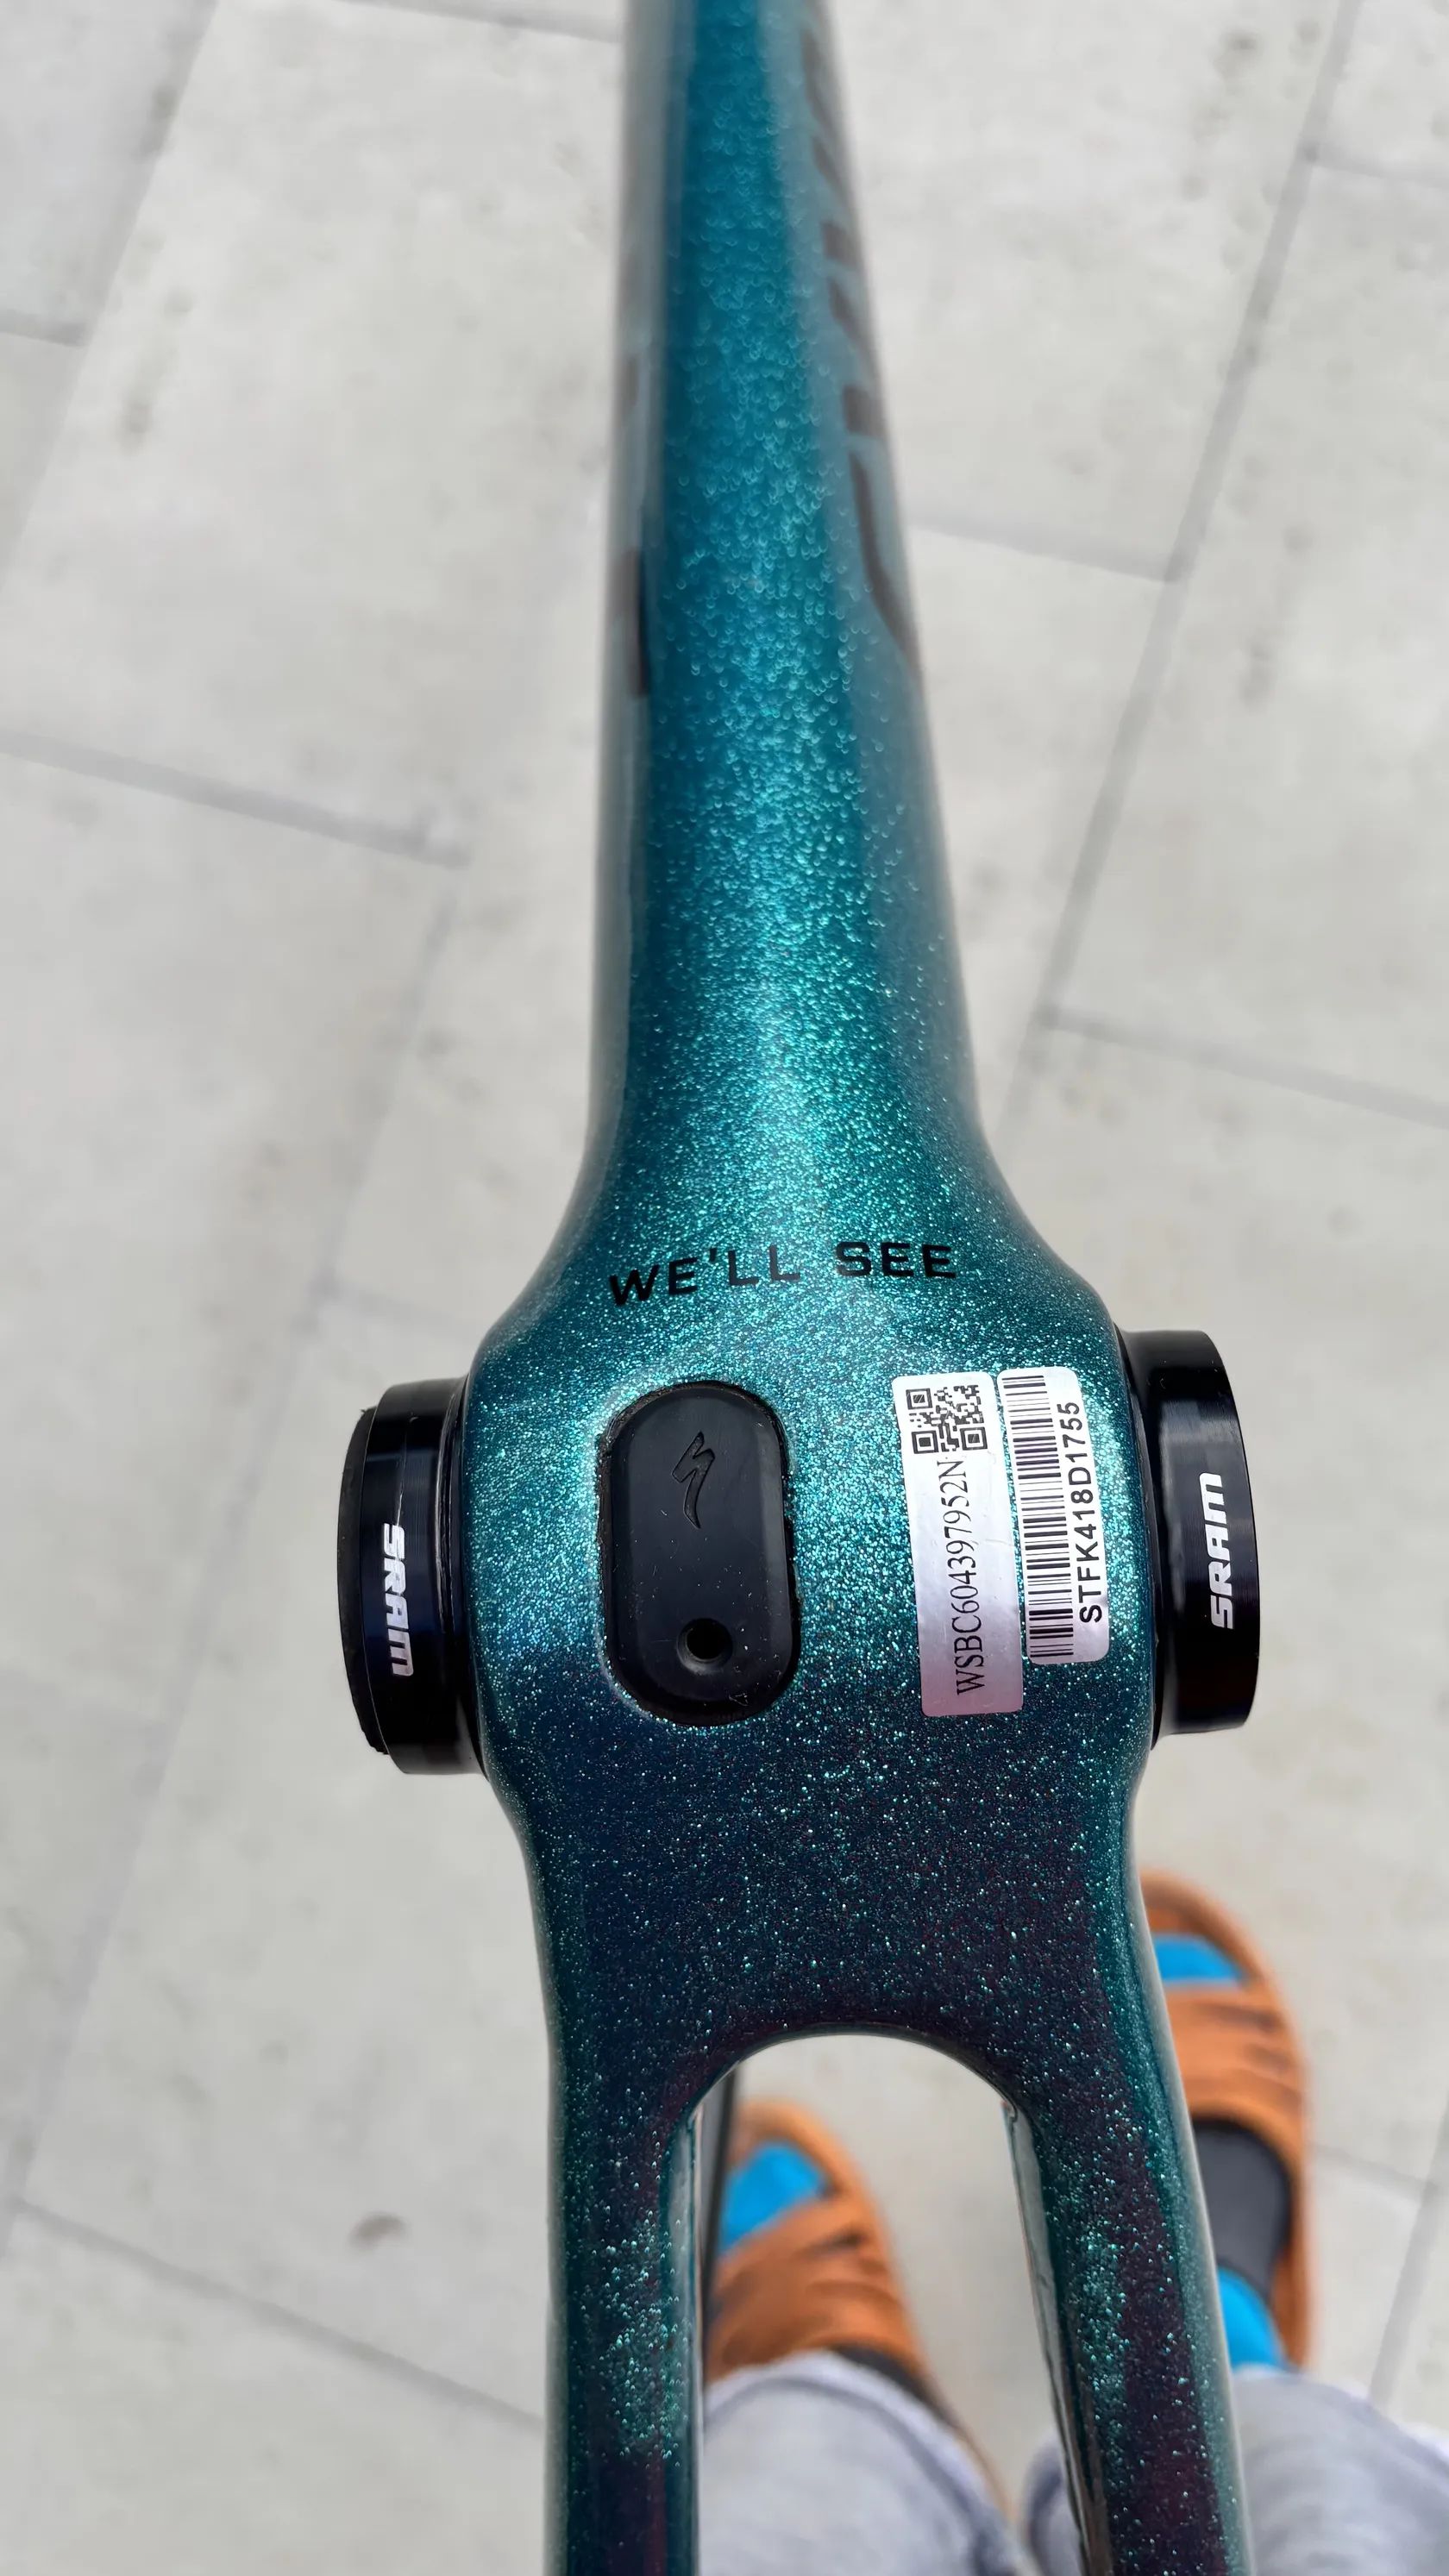 WE'LL SEE
WSBC604397952N
STFK418D1755
SRAM
SRAM